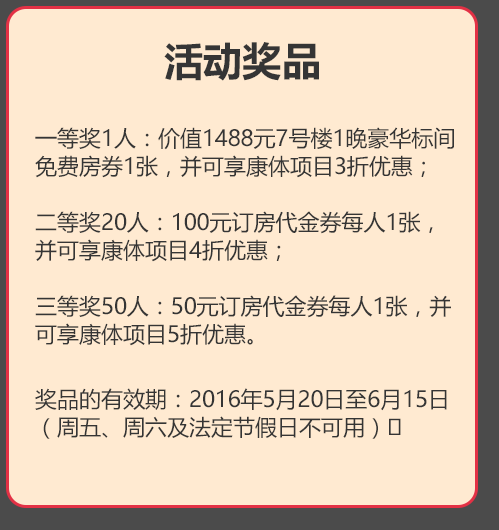 活动奖品
一等奖1人：价值1488元7号楼1晚豪华标间
免费房券1张，并可享康体项目3折优惠；
二等奖20人：100元订房代金券每人1张，
并可享康体项目4折优惠；
三等奖50人：50元订房代金券每人1张，并
可享康体项目5折优惠。
奖品的有效期：2016年5月20日至6月15日
（周五、周六及法定节假日不可用）